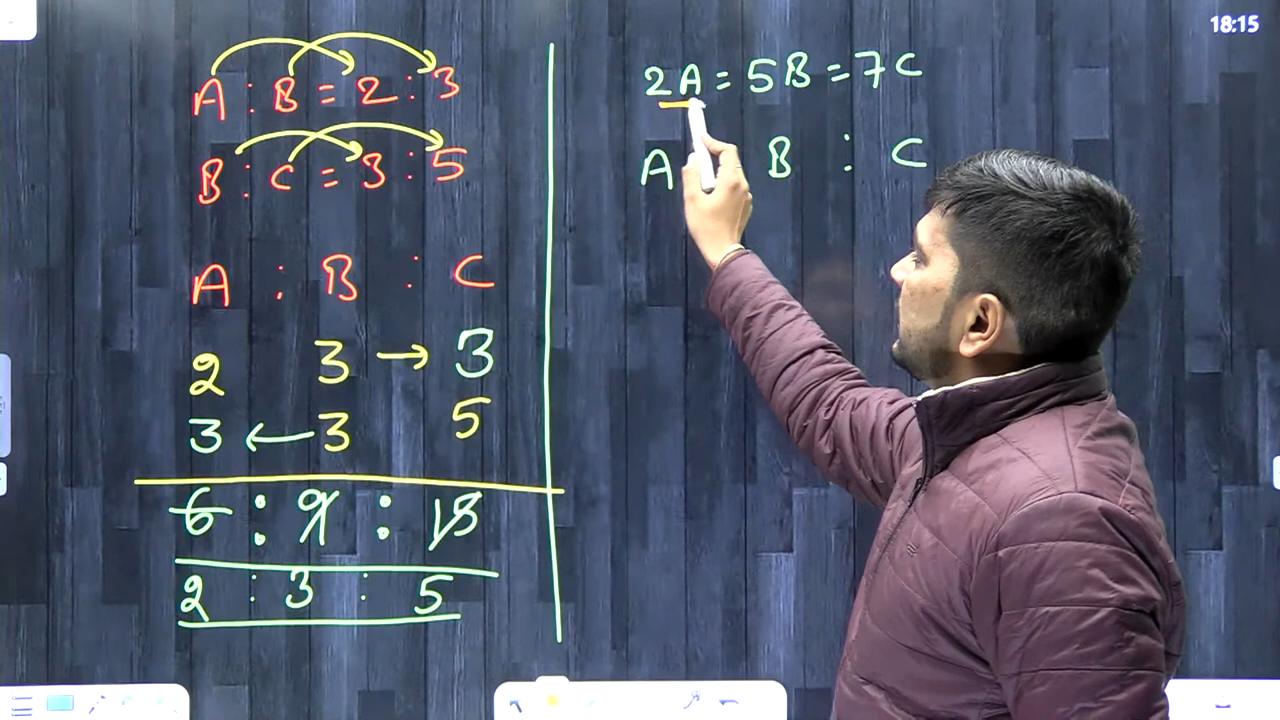 18:15
A : B = 2 : 3
B : C = 3 : 5
A : B : C
2 3 → 3
3 ← 3 5
6 : 9 : 15
2 : 3 : 5
2A = 5B = 7C
A B : C